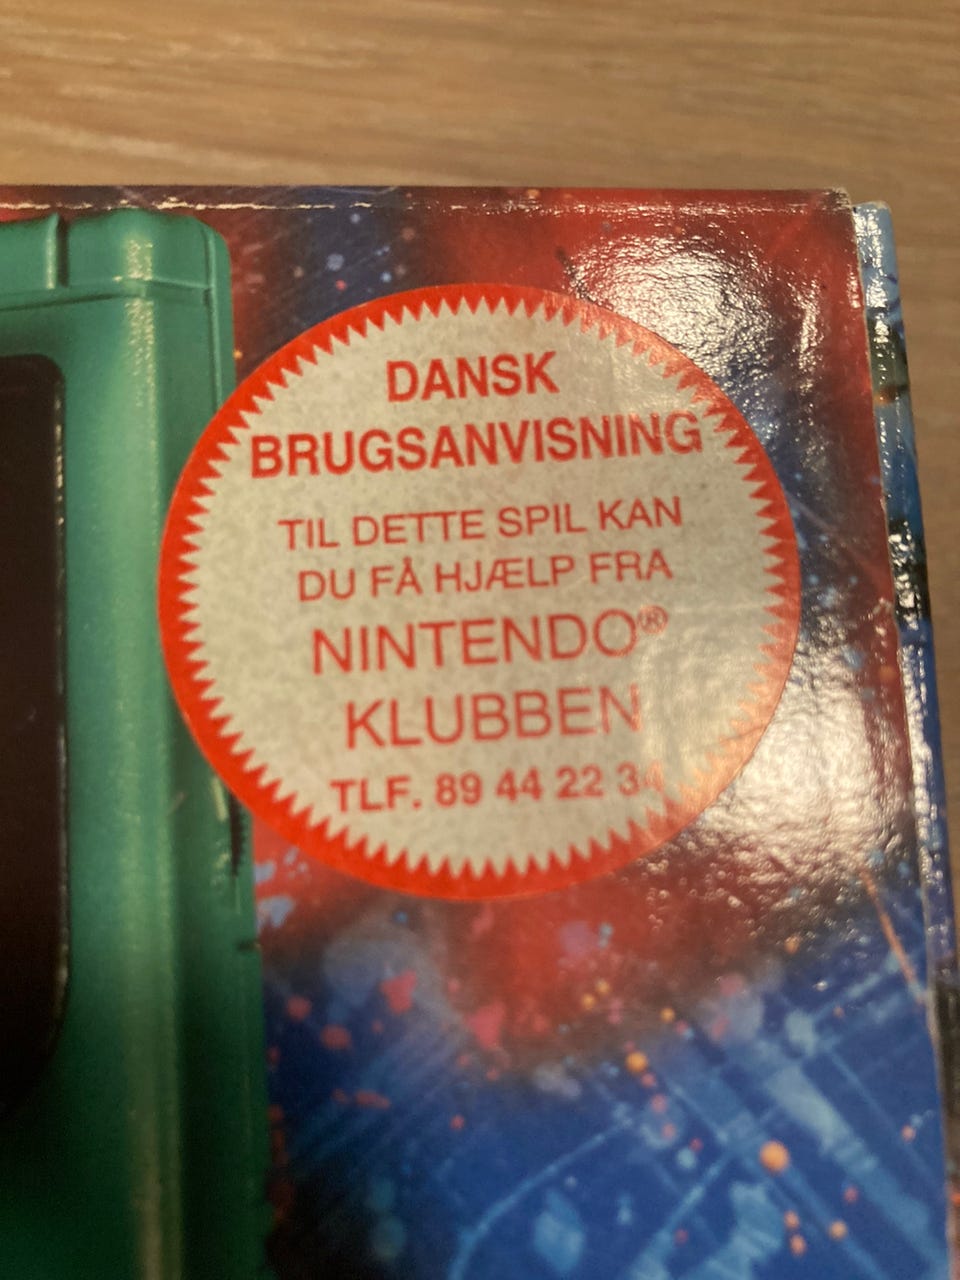 DANSK
BRUGSANVISNING
TIL DETTE SPIL KAN
DU FÅ HJÆLP FRA
NINTENDO®
KLUBBEN
TLF. 89 44 22 34